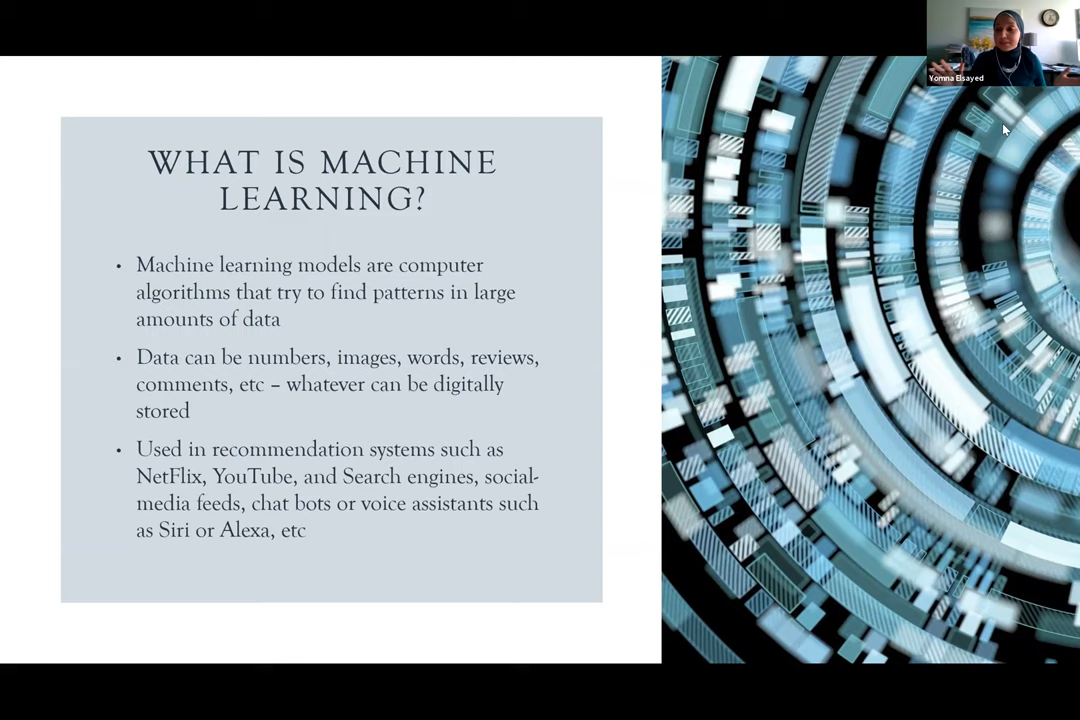 Yomna Elsayed
WHAT IS MACHINE
LEARNING?
• Machine learning models are computer
algorithms that try to find patterns in large
amounts of data
• Data can be numbers, images, words, reviews,
comments, etc – whatever can be digitally
stored
• Used in recommendation systems such as
NetFlix, YouTube, and Search engines, social-
media feeds, chat bots or voice assistants such
as Siri or Alexa, etc